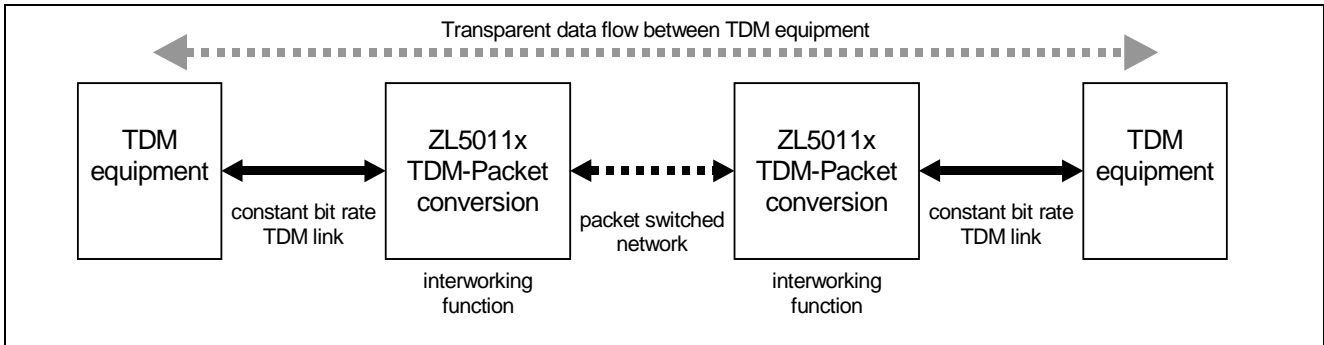 Transparent data flow between TDM equipment
TDM
equipment
constant bit rate
TDM link
ZL5011x
TDM-Packet
conversion
interworking
function
packet switched
network
ZL5011x
TDM-Packet
conversion
interworking
function
constant bit rate
TDM link
TDM
equipment